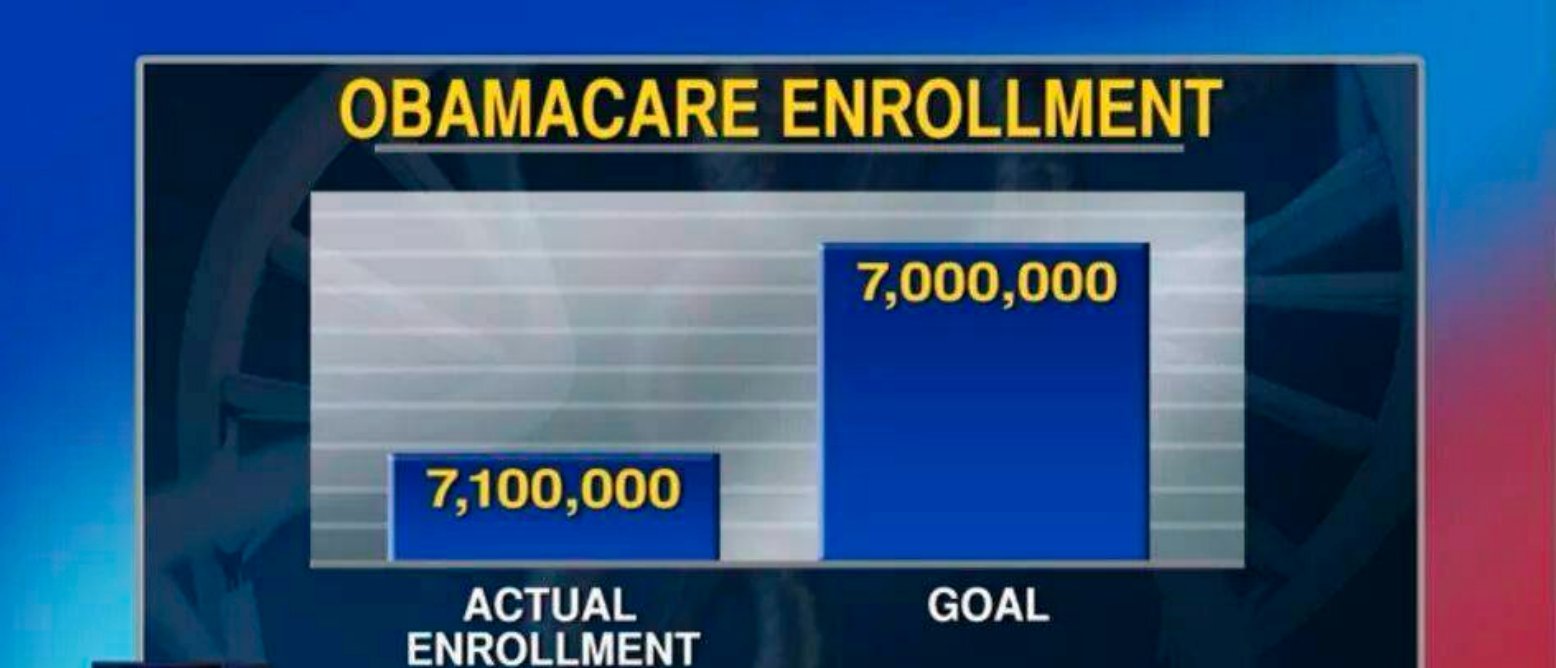 OBAMACARE ENROLLMENT
7,000,000
7,100,000
ACTUAL
ENROLLMENT
GOAL